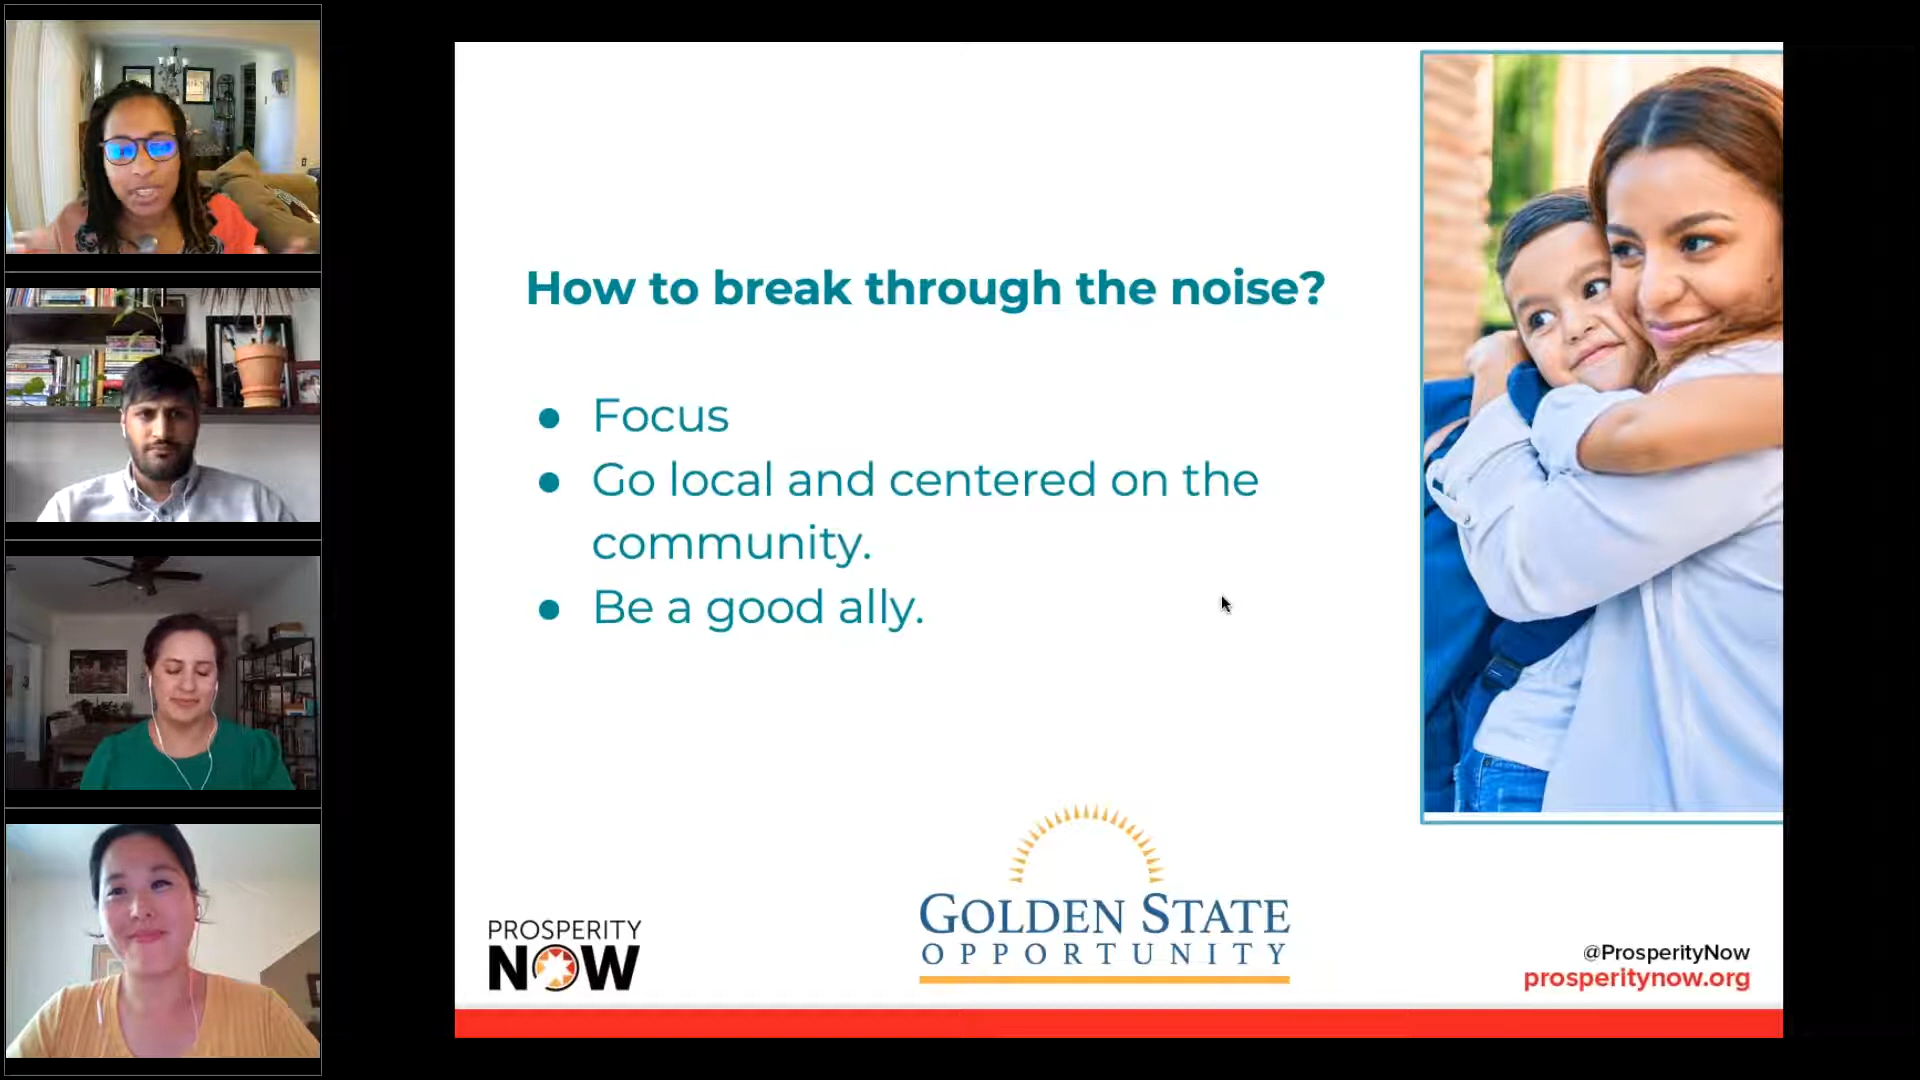 How to break through the noise?
● Focus
● Go local and centered on the
community.
● Be a good ally.
PROSPERITY
NOW
GOLDEN STATE
OPPORTUNITY
@ProsperityNow
prosperitynow.org